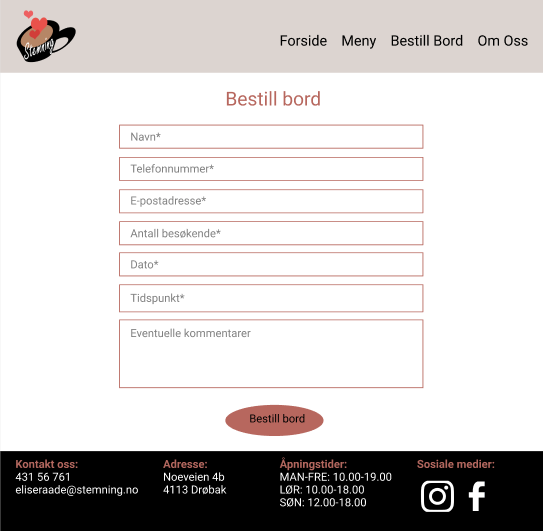 Stemning
Forside Meny Bestill Bord Om Oss
Bestill bord
Navn*
Telefonnummer*
E-postadresse*
Antall besøkende*
Dato*
Tidspunkt*
Eventuelle kommentarer
Bestill bord
Kontakt oss:
431 56 761
eliseraade@stemning.no
Adresse:
Noeveien 4b
4113 Drøbak
Åpningstider:
MAN-FRE: 10.00-19.00
LØR: 10.00-18.00
SØN: 12.00-18.00
Sosiale medier: